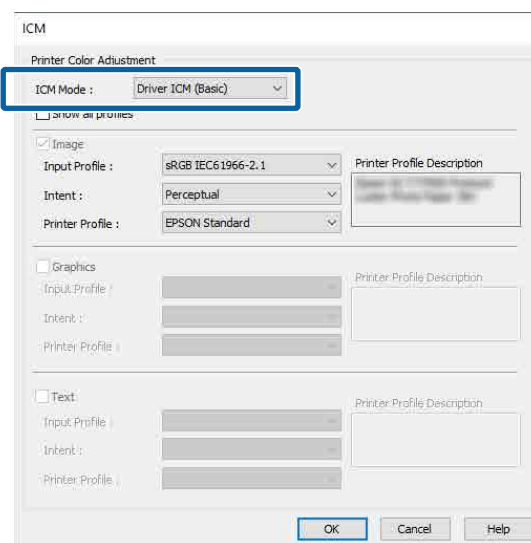 ICM
Printer Color Adjustment
ICM Mode : Driver ICM (Basic)
Show all profiles
Image
Input Profile : sRGB IEC61966-2.1 Printer Profile Description
Intent : Perceptual
Printer Profile : EPSON Standard
Graphics
Input Profile : Printer Profile Description
Intent :
Printer Profile :
Text
Input Profile : Printer Profile Description
Intent :
Printer Profile :
OK Cancel Help